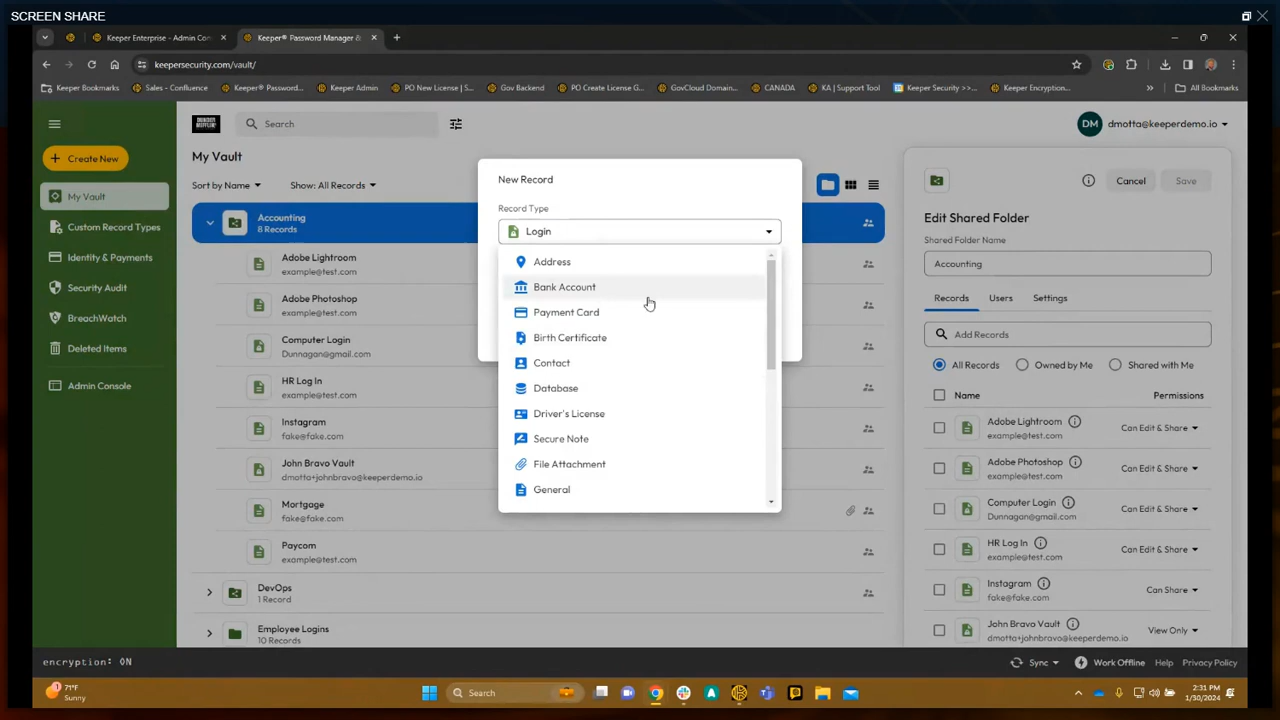 SCREEN SHARE
Keeper Enterprise - Admin Con
Keeper® Password Manager &
keepersecurity.com/vault/
Keeper Bookmarks
Sales - Confluence
Keeper® Password...
Keeper Admin
PO New License | S...
Gov Backend
PO Create License G...
GovCloud Domain...
CANADA
KA | Support Tool
Keeper Security >>...
Keeper Encryption...
All Bookmarks
Create New
My Vault
Custom Record Types
Identity & Payments
Security Audit
BreachWatch
Deleted Items
Admin Console
DUNDER
MIFFLIN
Search
DM
dmotta@keeperdemo.io
My Vault
Sort by Name
Show: All Records
Accounting
8 Records
Adobe Lightroom
example@test.com
Adobe Photoshop
example@test.com
Computer Login
Dunnagan@gmail.com
HR Log In
example@test.com
Instagram
fake@fake.com
John Bravo Vault
dmotta+johnbravo@keeperdemo.io
Mortgage
fake@fake.com
Paycom
example@test.com
DevOps
1 Record
Employee Logins
10 Records
New Record
Record Type
Login
Address
Bank Account
Payment Card
Birth Certificate
Contact
Database
Driver's License
Secure Note
File Attachment
General
Cancel
Save
Edit Shared Folder
Shared Folder Name
Accounting
Records
Users
Settings
Add Records
All Records
Owned by Me
Shared with Me
Name
Permissions
Adobe Lightroom
example@test.com
Can Edit & Share
Adobe Photoshop
example@test.com
Can Edit & Share
Computer Login
Dunnagan@gmail.com
Can Edit & Share
HR Log In
example@test.com
Can Edit & Share
Instagram
fake@fake.com
Can Share
John Bravo Vault
dmotta+johnbravo@keeperdemo.io
View Only
encryption: ON
Sync
Work Offline
Help
Privacy Policy
1
71°F
Sunny
Search
2:31 PM
1/30/2024